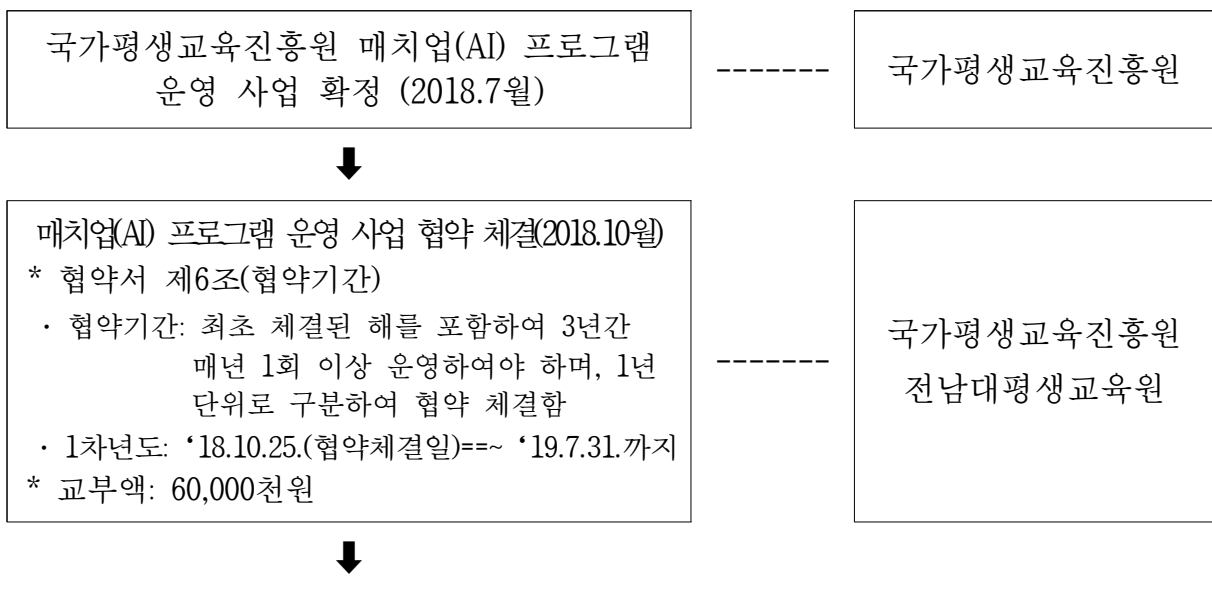 국가평생교육진흥원 매치업(AI) 프로그램
운영 사업 확정 (2018.7월)
-------
국가평생교육진흥원
매치업(AI) 프로그램 운영 사업 협약 체결(2018.10월)
* 협약서 제6조(협약기간)
· 협약기간: 최초 체결된 해를 포함하여 3년간
매년 1회 이상 운영하여야 하며, 1년
단위로 구분하여 협약 체결함
· 1차년도: ‘18.10.25.(협약체결일)==~ ‘19.7.31.까지
* 교부액: 60,000천원
-------
국가평생교육진흥원
전남대평생교육원